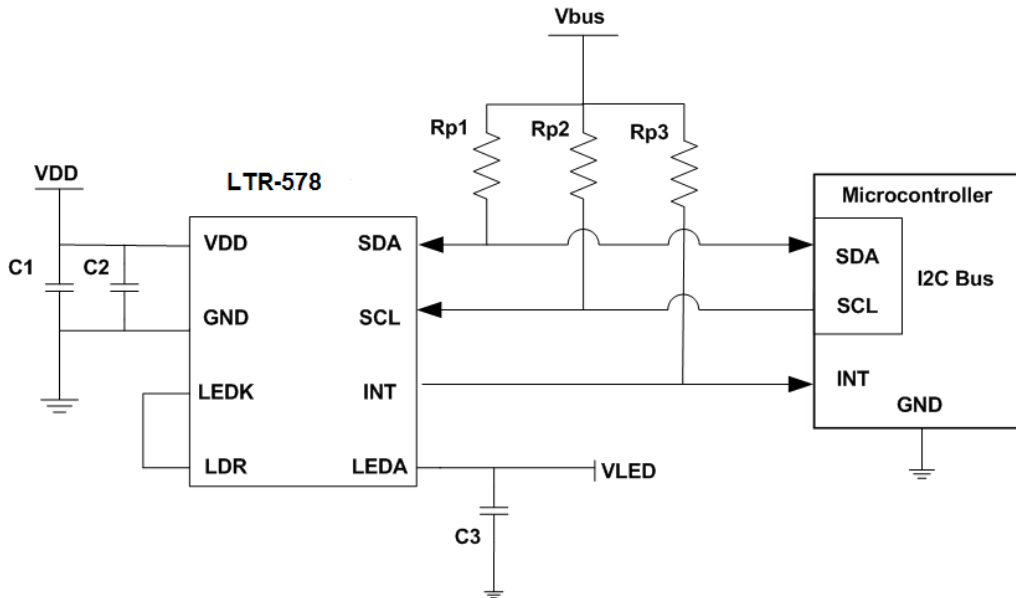 Vbus
Rp1
Rp2
Rp3
VDD
LTR-578
Microcontroller
VDD
SDA
SDA
I2C Bus
C1
C2
GND
SCL
SCL
LEDK
INT
INT
GND
LDR
LEDA
VLED
C3